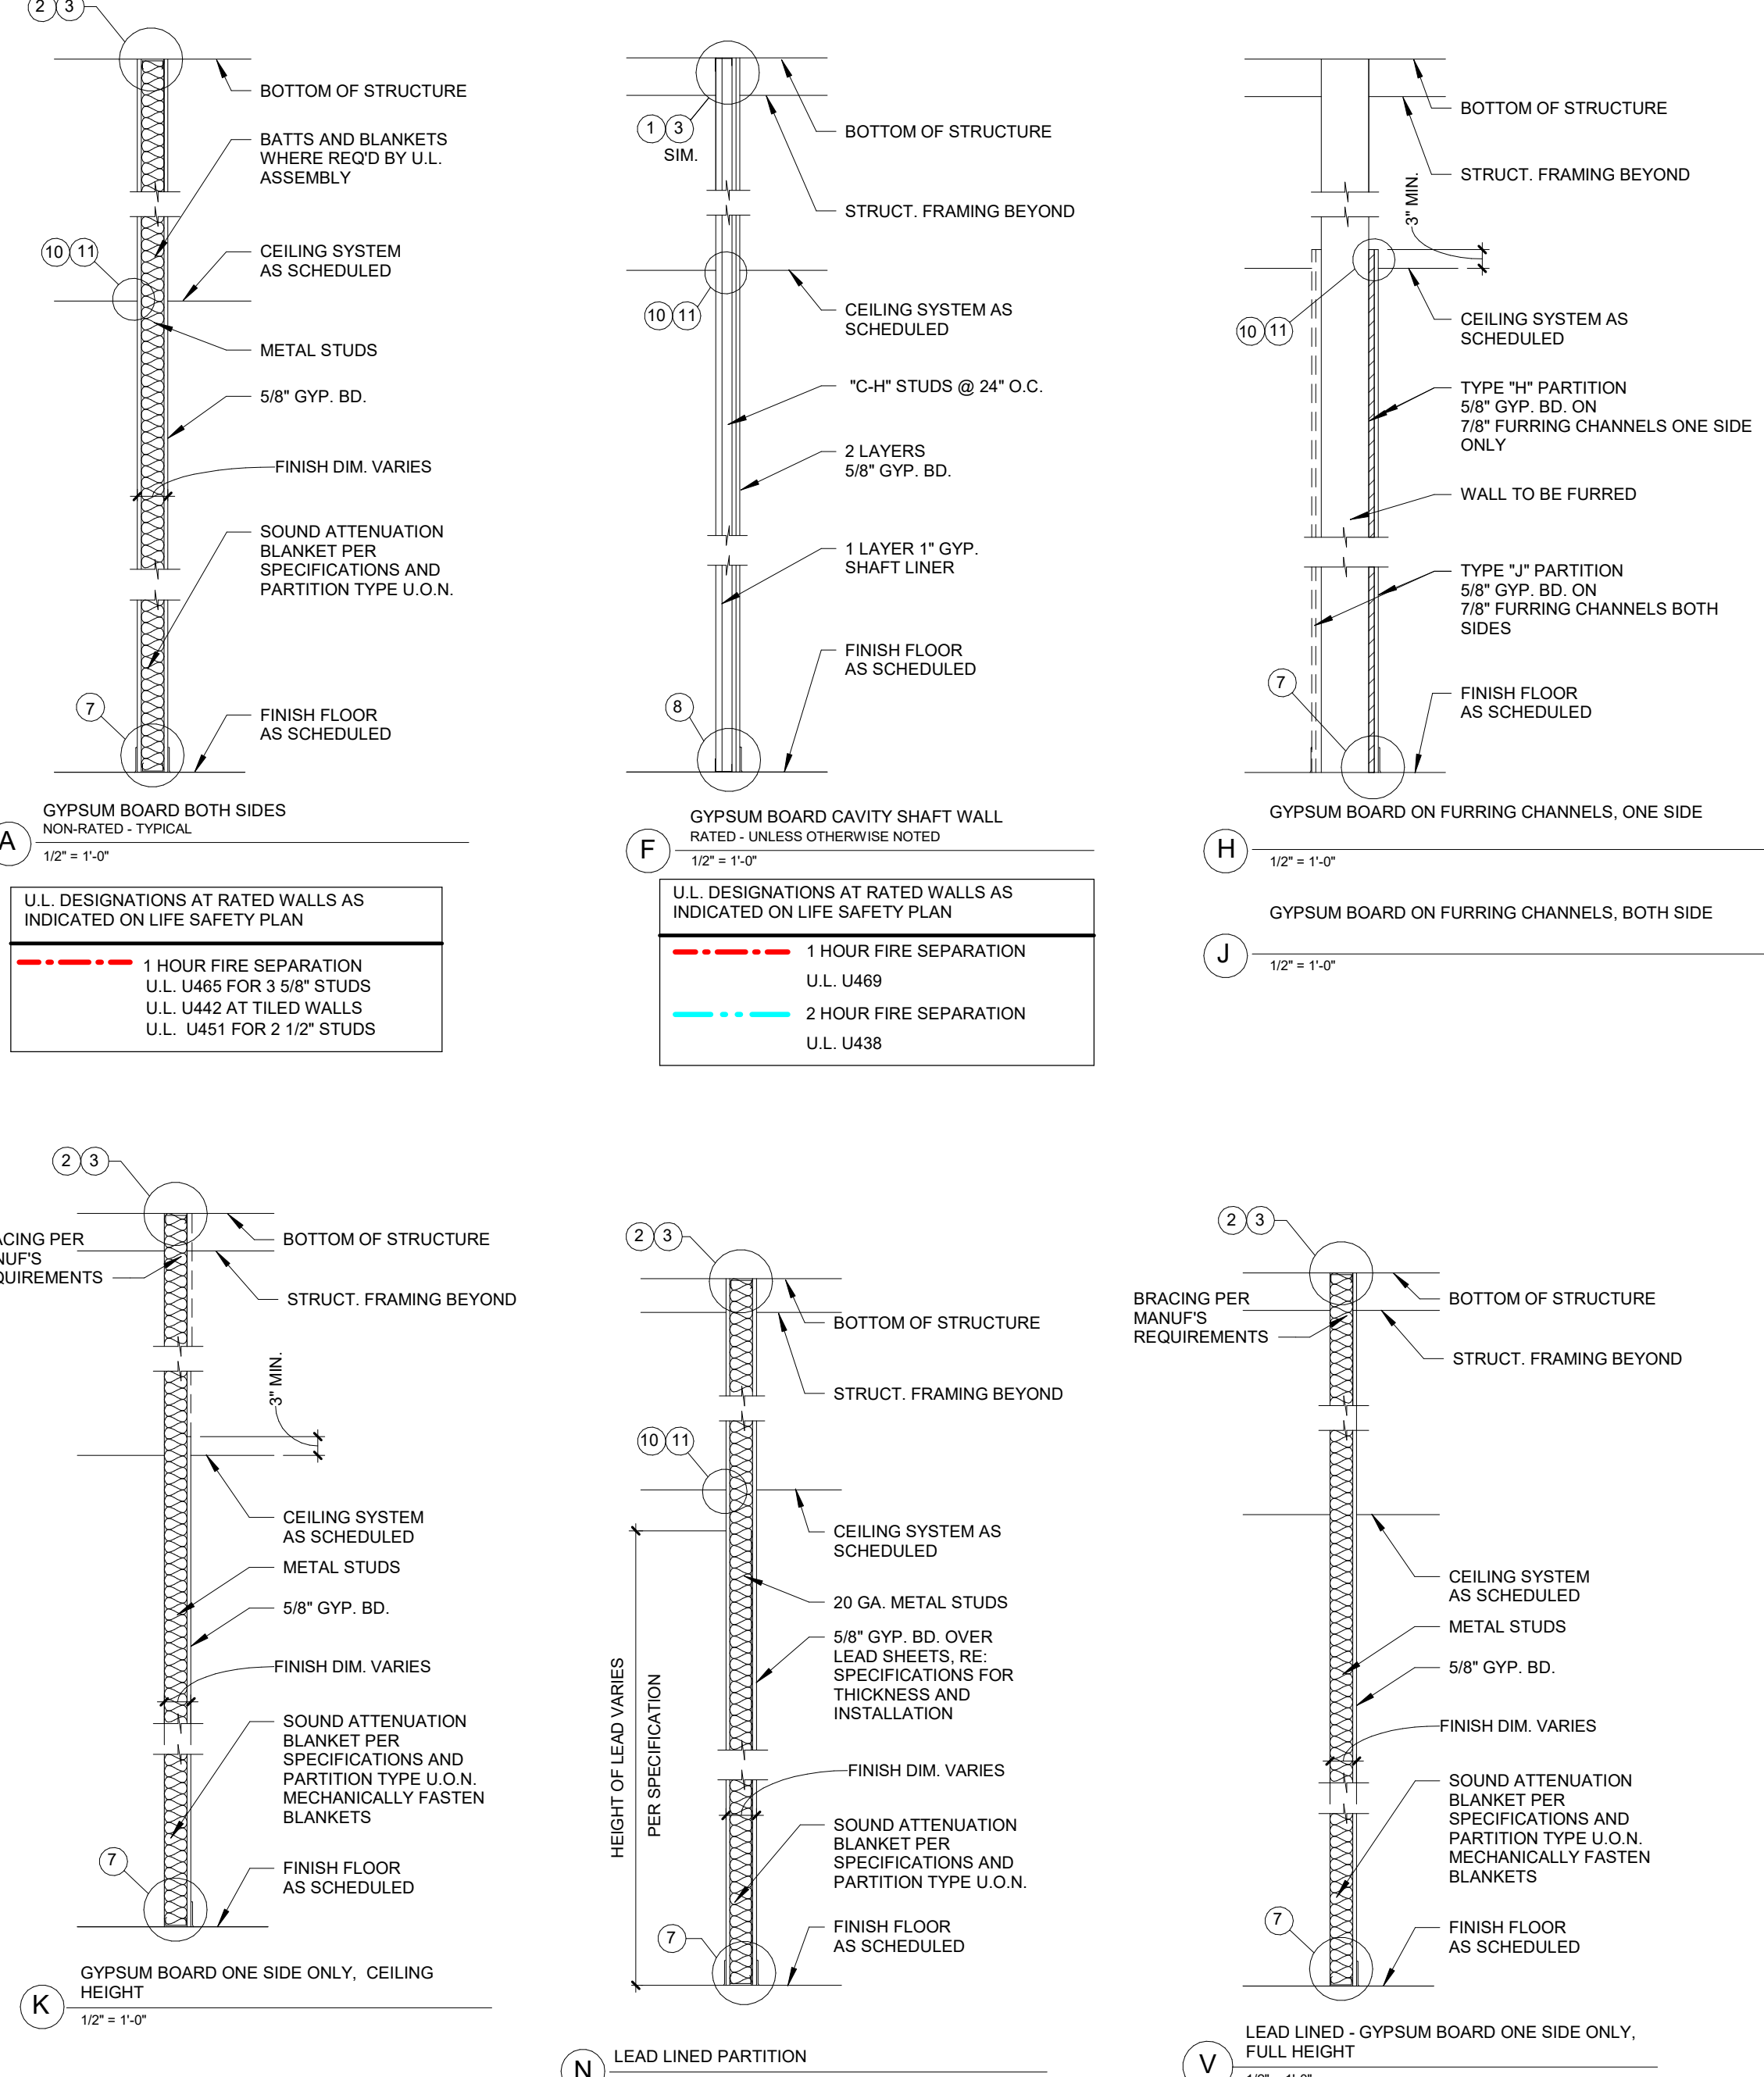 2 3
BOTTOM OF STRUCTURE
BATTS AND BLANKETS
WHERE REQ'D BY U.L.
ASSEMBLY
10 11
CEILING SYSTEM
AS SCHEDULED
METAL STUDS
5/8" GYP. BD.
FINISH DIM. VARIES
SOUND ATTENUATION
BLANKET PER
SPECIFICATIONS AND
PARTITION TYPE U.O.N.
7
FINISH FLOOR
AS SCHEDULED
A
GYPSUM BOARD BOTH SIDES
NON-RATED - TYPICAL
1/2" = 1'-0"
U.L. DESIGNATIONS AT RATED WALLS AS
INDICATED ON LIFE SAFETY PLAN
1 HOUR FIRE SEPARATION
U.L. U465 FOR 3 5/8" STUDS
U.L. U442 AT TILED WALLS
U.L. U451 FOR 2 1/2" STUDS
1 3
SIM.
BOTTOM OF STRUCTURE
STRUCT. FRAMING BEYOND
10 11
CEILING SYSTEM AS
SCHEDULED
"C-H" STUDS @ 24" O.C.
2 LAYERS
5/8" GYP. BD.
1 LAYER 1" GYP.
SHAFT LINER
FINISH FLOOR
AS SCHEDULED
8
F
GYPSUM BOARD CAVITY SHAFT WALL
RATED - UNLESS OTHERWISE NOTED
1/2" = 1'-0"
U.L. DESIGNATIONS AT RATED WALLS AS
INDICATED ON LIFE SAFETY PLAN
1 HOUR FIRE SEPARATION
U.L. U469
2 HOUR FIRE SEPARATION
U.L. U438
BOTTOM OF STRUCTURE
STRUCT. FRAMING BEYOND
3" MIN.
10 11
CEILING SYSTEM AS
SCHEDULED
TYPE "H" PARTITION
5/8" GYP. BD. ON
7/8" FURRING CHANNELS ONE SIDE
ONLY
WALL TO BE FURRED
TYPE "J" PARTITION
5/8" GYP. BD. ON
7/8" FURRING CHANNELS BOTH
SIDES
7
FINISH FLOOR
AS SCHEDULED
GYPSUM BOARD ON FURRING CHANNELS, ONE SIDE
H
1/2" = 1'-0"
GYPSUM BOARD ON FURRING CHANNELS, BOTH SIDE
J
1/2" = 1'-0"
2 3
BOTTOM OF STRUCTURE
PER
STRUCT. FRAMING BEYOND
3" MIN.
CEILING SYSTEM
AS SCHEDULED
METAL STUDS
5/8" GYP. BD.
FINISH DIM. VARIES
SOUND ATTENUATION
BLANKET PER
SPECIFICATIONS AND
PARTITION TYPE U.O.N.
MECHANICALLY FASTEN
BLANKETS
7
FINISH FLOOR
AS SCHEDULED
K
GYPSUM BOARD ONE SIDE ONLY, CEILING
HEIGHT
1/2" = 1'-0"
2 3
BOTTOM OF STRUCTURE
STRUCT. FRAMING BEYOND
10 11
CEILING SYSTEM AS
SCHEDULED
20 GA. METAL STUDS
5/8" GYP. BD. OVER
LEAD SHEETS, RE:
SPECIFICATIONS FOR
THICKNESS AND
INSTALLATION
HEIGHT OF LEAD VARIES
PER SPECIFICATION
FINISH DIM. VARIES
SOUND ATTENUATION
BLANKET PER
SPECIFICATIONS AND
PARTITION TYPE U.O.N.
7
FINISH FLOOR
AS SCHEDULED
N
LEAD LINED PARTITION
2 3
BRACING PER
MANUF'S
REQUIREMENTS
BOTTOM OF STRUCTURE
STRUCT. FRAMING BEYOND
CEILING SYSTEM
AS SCHEDULED
METAL STUDS
5/8" GYP. BD.
FINISH DIM. VARIES
SOUND ATTENUATION
BLANKET PER
SPECIFICATIONS AND
PARTITION TYPE U.O.N.
MECHANICALLY FASTEN
BLANKETS
7
FINISH FLOOR
AS SCHEDULED
V
LEAD LINED - GYPSUM BOARD ONE SIDE ONLY,
FULL HEIGHT